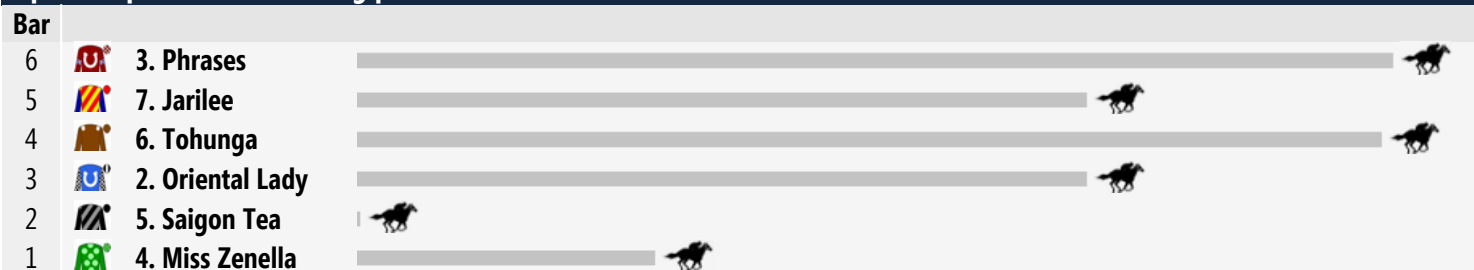 Bar
6 3. Phrases
5 7. Jarilee
4 6. Tohunga
3 2. Oriental Lady
2 5. Saigon Tea
1 4. Miss Zenella